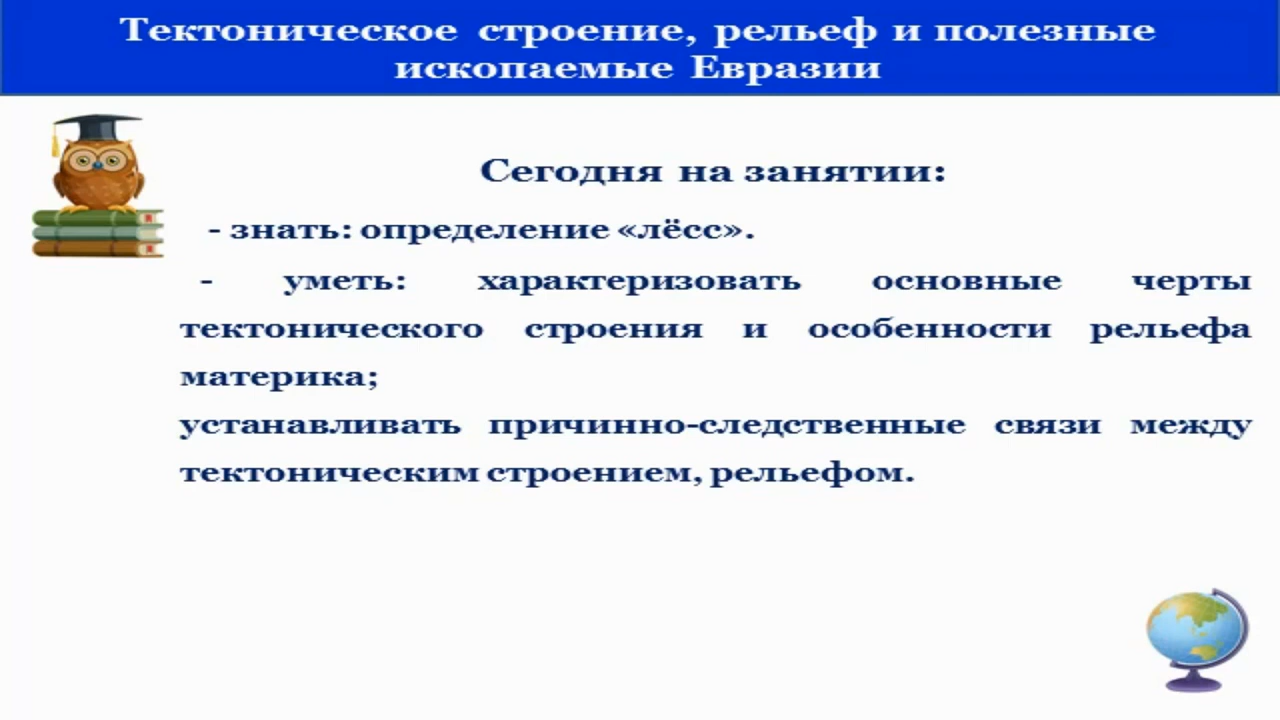 Тектоническое строение, рельеф и полезные
ископаемые Евразии
Сегодня на занятии:
- знать: определение «лёсс».
- уметь: характеризовать основные черты
тектонического строения и особенности рельефа
материка;
устанавливать причинно-следственные связи между
тектоническим строением, рельефом.